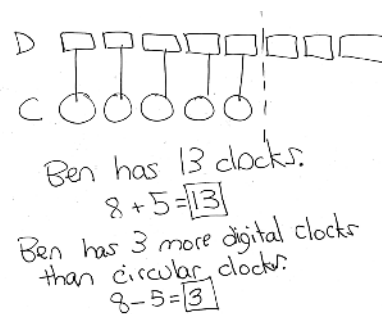 D
C
Ben has 13 clocks.
8 + 5 = 13
Ben has 3 more digital clocks
than circular clocks.
8 - 5 = 3